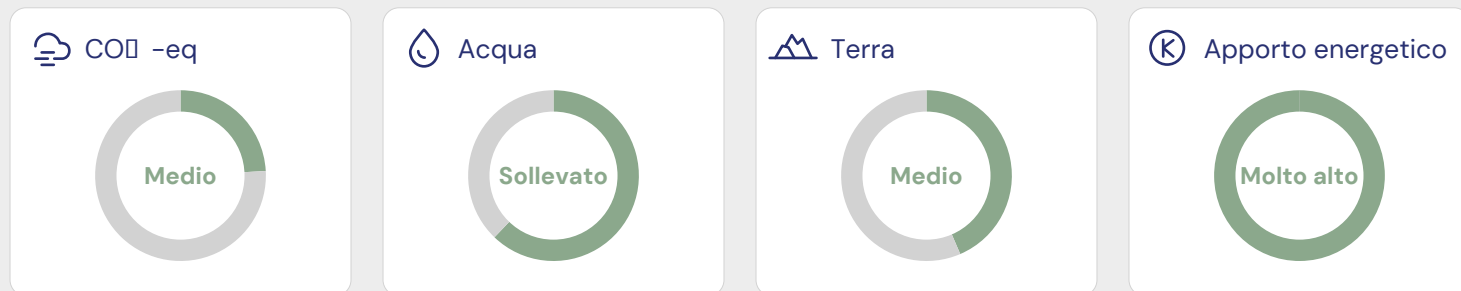 CO▯ -eq
Acqua
Terra
Apporto energetico
Medio
Sollevato
Medio
Molto alto